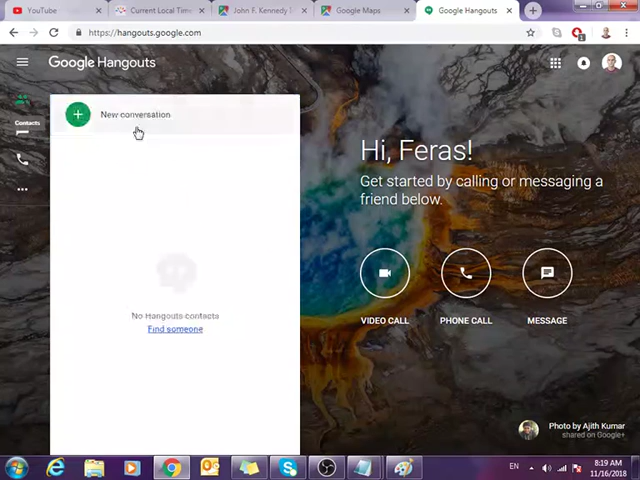 YouTube
Current Local Time
John F. Kennedy
Google Maps
Google Hangouts
https://hangouts.google.com
Google Hangouts
New conversation
Contacts
Hi, Feras!
Get started by calling or messaging a
friend below.
No Hangouts contacts
Find someone
VIDEO CALL
PHONE CALL
MESSAGE
Photo by Ajith Kumar
shared on Google+
EN
8:19 AM
11/16/2018